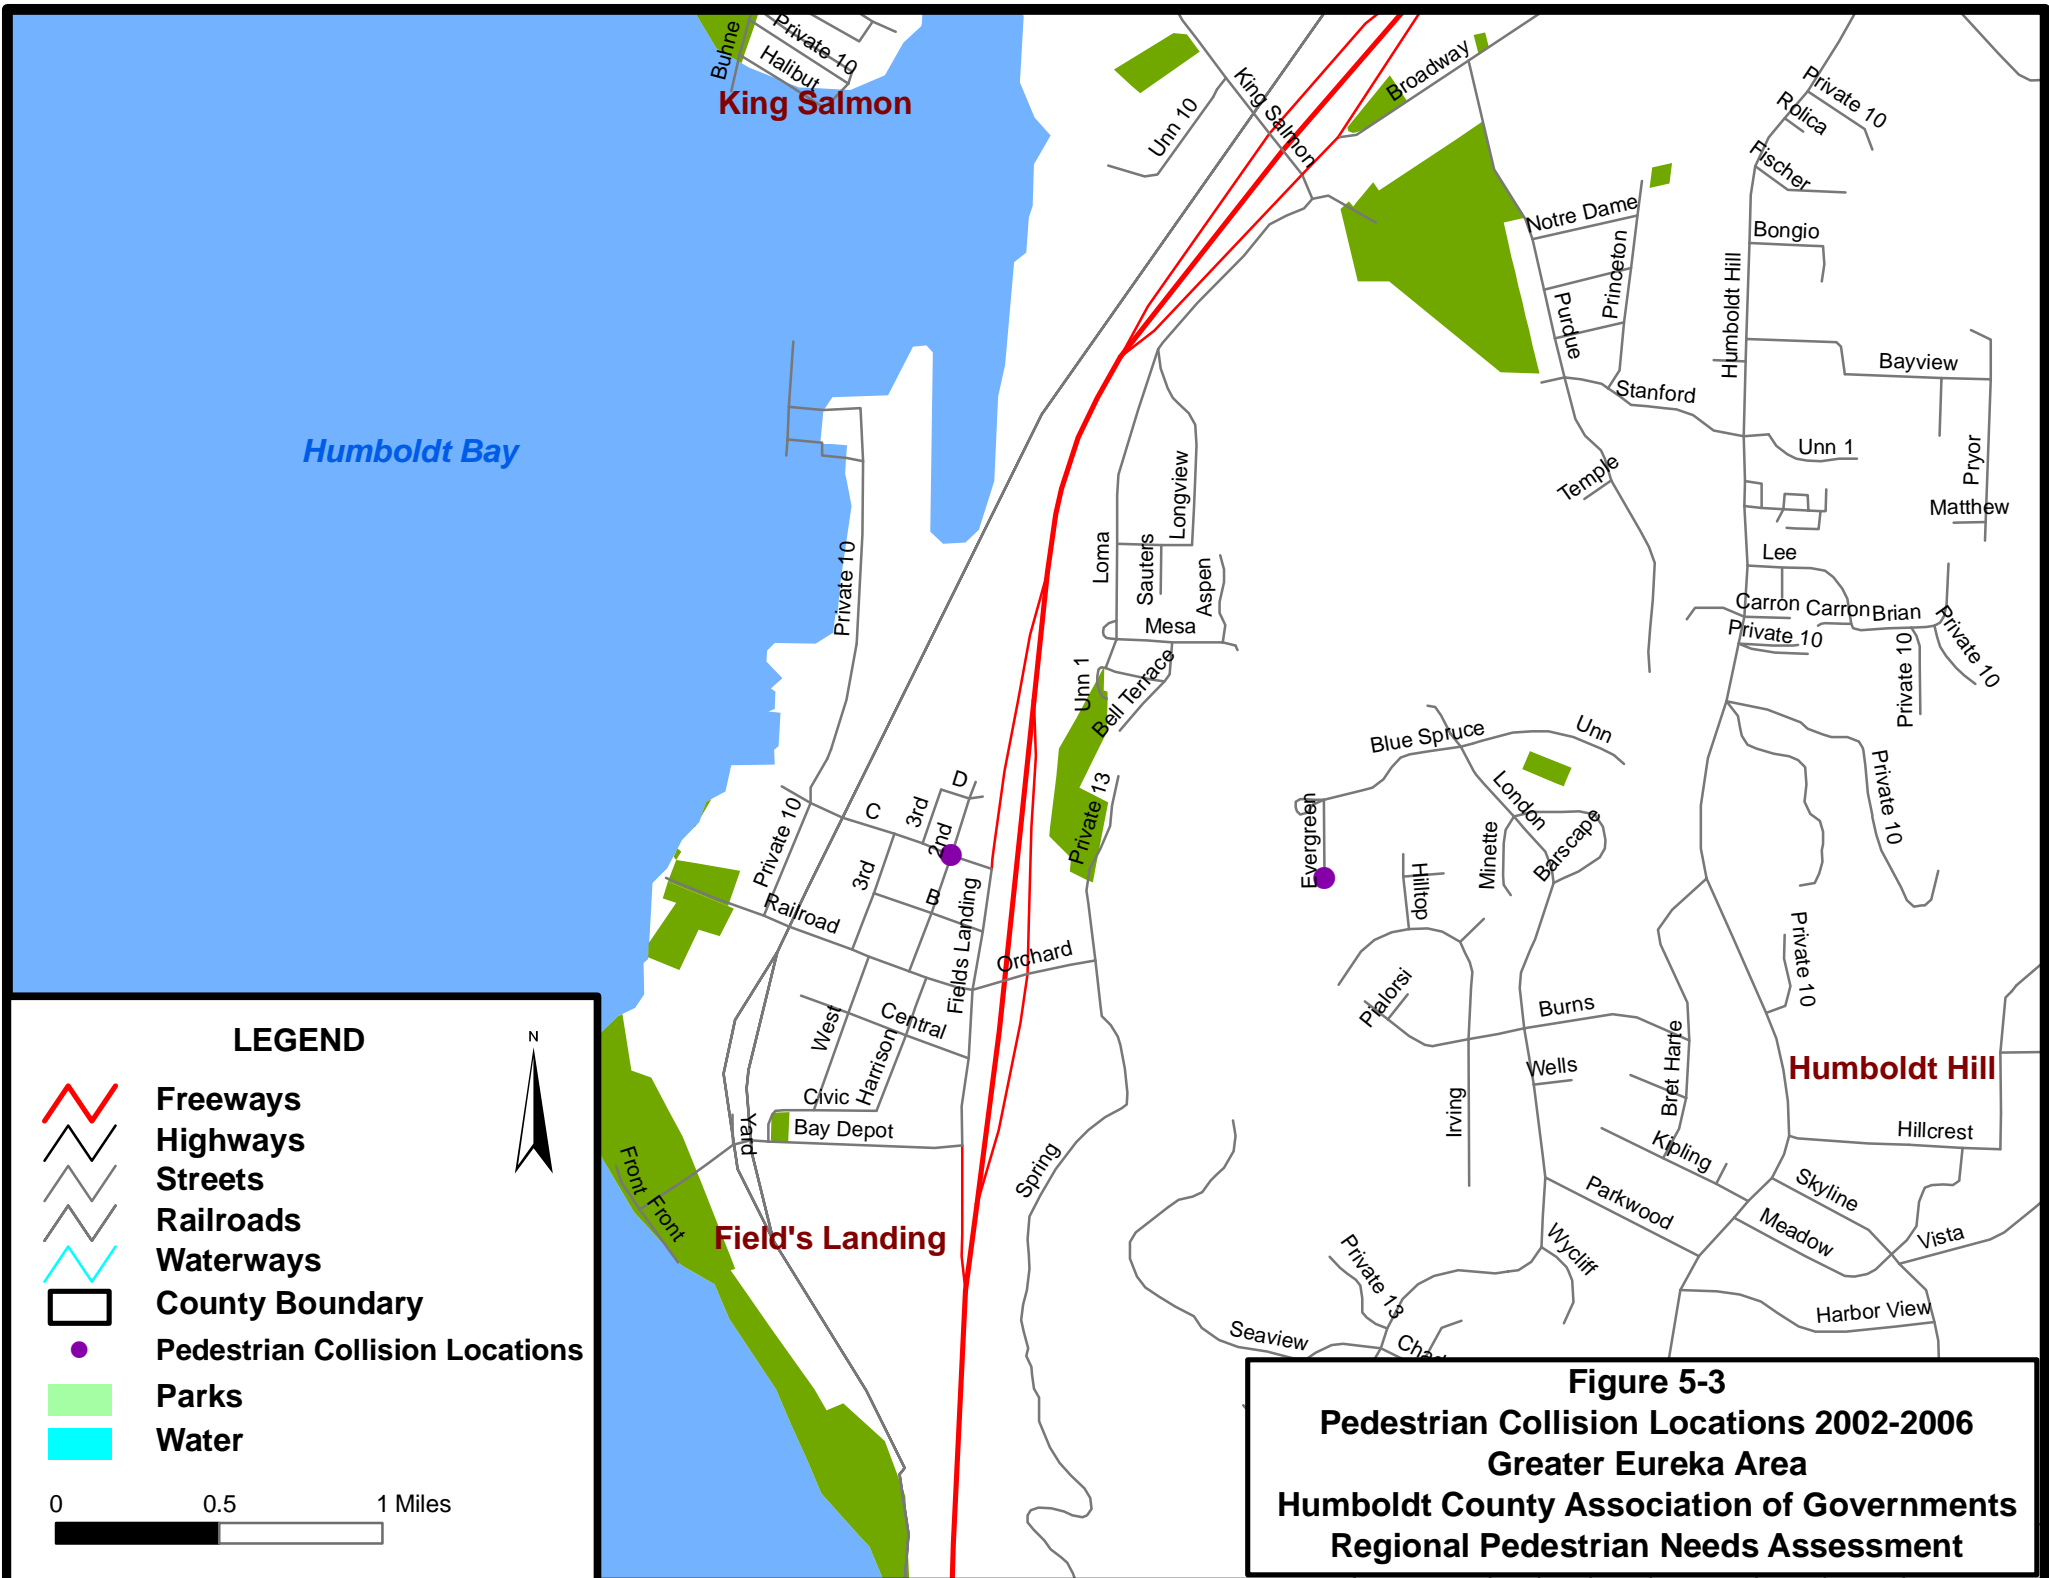 Buhne
Private 10
Halibut
King Salmon
Unn 10
King Salmon
Broadway
Private 10
Rolica
Fischer
Notre Dame
Princeton
Purdue
Bongio
Humboldt Hill
Bayview
Stanford
Unn 1
Pryor
Matthew
Temple
Humboldt Bay
Longview
Loma
Sauters
Aspen
Mesa
Private 10
Lee
Carron
Carron
Brian
Private 10
Private 10
Private 10
Unn 1
Bell Terrace
Blue Spruce
Unn
Private 10
London
Barscape
Minette
Evergreen
Hilltop
D
C
3rd
2nd
Private 10
Private 13
3rd
B
Railroad
Fields Landing
Orchard
Private 10
Pialorsi
Burns
West
Central
Harrison
Wells
Bret Harte
Humboldt Hill
Irving
Civic
Bay Depot
Yard
Front
Front
Field's Landing
Spring
Kipling
Hillcrest
Parkwood
Skyline
Meadow
Vista
Wycliff
Private 13
Harbor View
Seaview
LEGEND
N
Freeways
Highways
Streets
Railroads
Waterways
County Boundary
Pedestrian Collision Locations
Parks
Water
0 0.5 1 Miles
Figure 5-3
Pedestrian Collision Locations 2002-2006
Greater Eureka Area
Humboldt County Association of Governments
Regional Pedestrian Needs Assessment